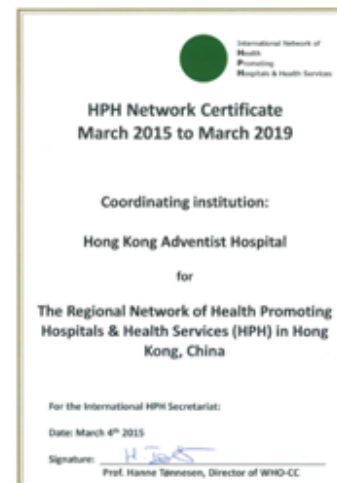 International Network of
Health
Promoting
Hospitals & Health Services
HPH Network Certificate
March 2015 to March 2019
Coordinating institution:
Hong Kong Adventist Hospital
for
The Regional Network of Health Promoting
Hospitals & Health Services (HPH) in Hong
Kong, China
For the International HPH Secretariat:
Date: March 4th 2015
Signature:
Prof. Hanne Tønnesen, Director of WHO-CC